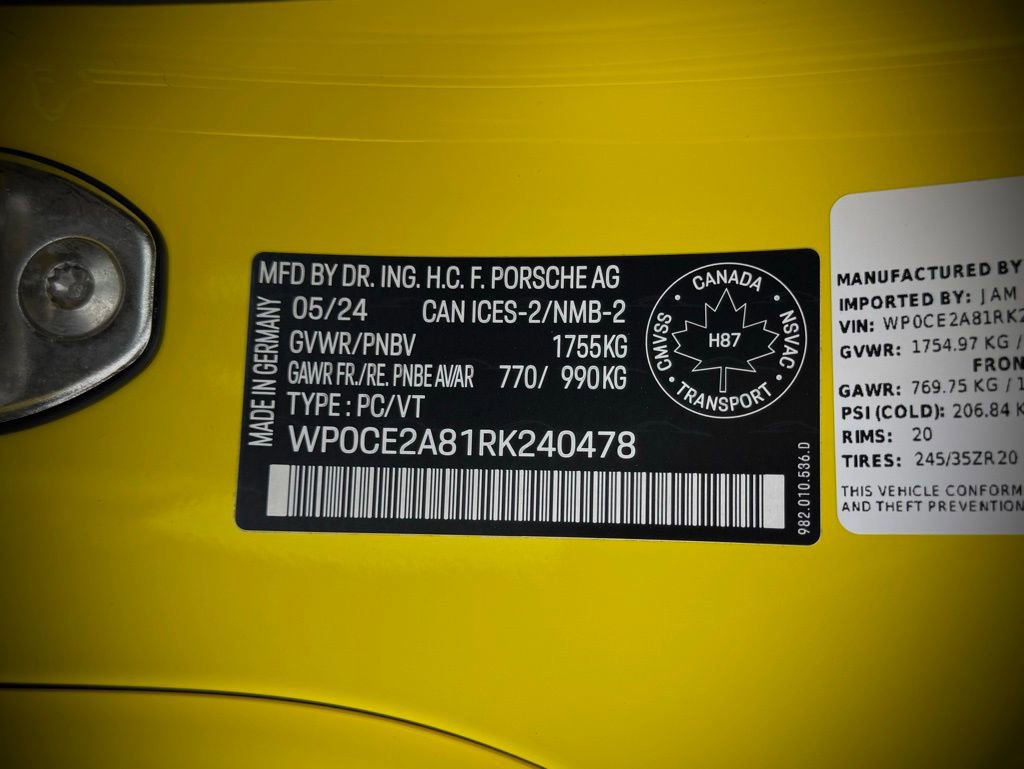 MFD BY DR. ING. H.C. F. PORSCHE AG
05/24 CAN ICES-2/NMB-2
GVWR/PNBV 1755KG
GAWR FR./RE. PNBE AV/AR 770/ 990KG
TYPE : PC/VT
WP0CE2A81RK240478
MADE IN GERMANY
CANADA
CMVSS
NSVAC
H87
TRANSPORT
982.010.536.D
MANUFACTURED BY
IMPORTED BY: JAM
VIN: WP0CE2A81RK2
GVWR: 1754.97 KG /
FRON
GAWR: 769.75 KG / 1
PSI (COLD): 206.84 K
RIMS: 20
TIRES: 245/35ZR20
THIS VEHICLE CONFORM
AND THEFT PREVENTION